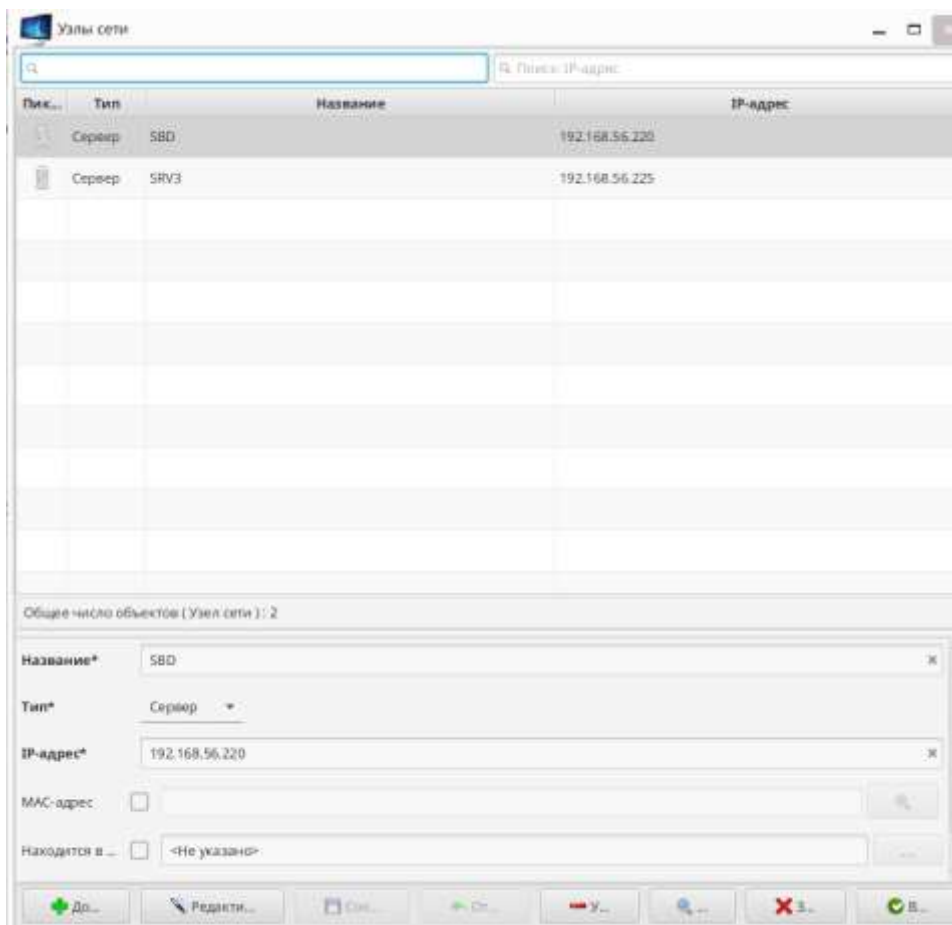 Узлы сети
Поиск: IP-адрес
Пик... Тип Название IP-адрес
Сервер SBD 192.168.56.220
Сервер SRV3 192.168.56.225
Общее число объектов ( Узел сети ) : 2
Название* SBD
Тип* Сервер
IP-адрес* 192.168.56.220
MAC-адрес
Находится в ... <Не указано>
До... Редакти... Сох... От... У... ... З... В...